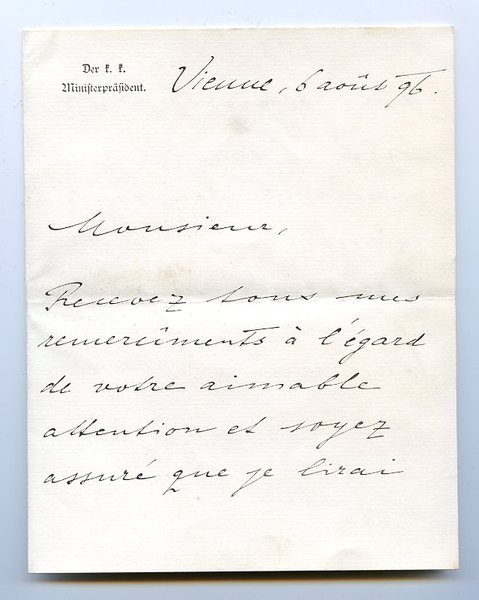 Der k. k.
Ministerpräsident.
Vienne, 6 août 96.
Monsieur,
Recevez tous mes
remercîments à l'égard
de votre aimable
attention et soyez
assuré que je lirai